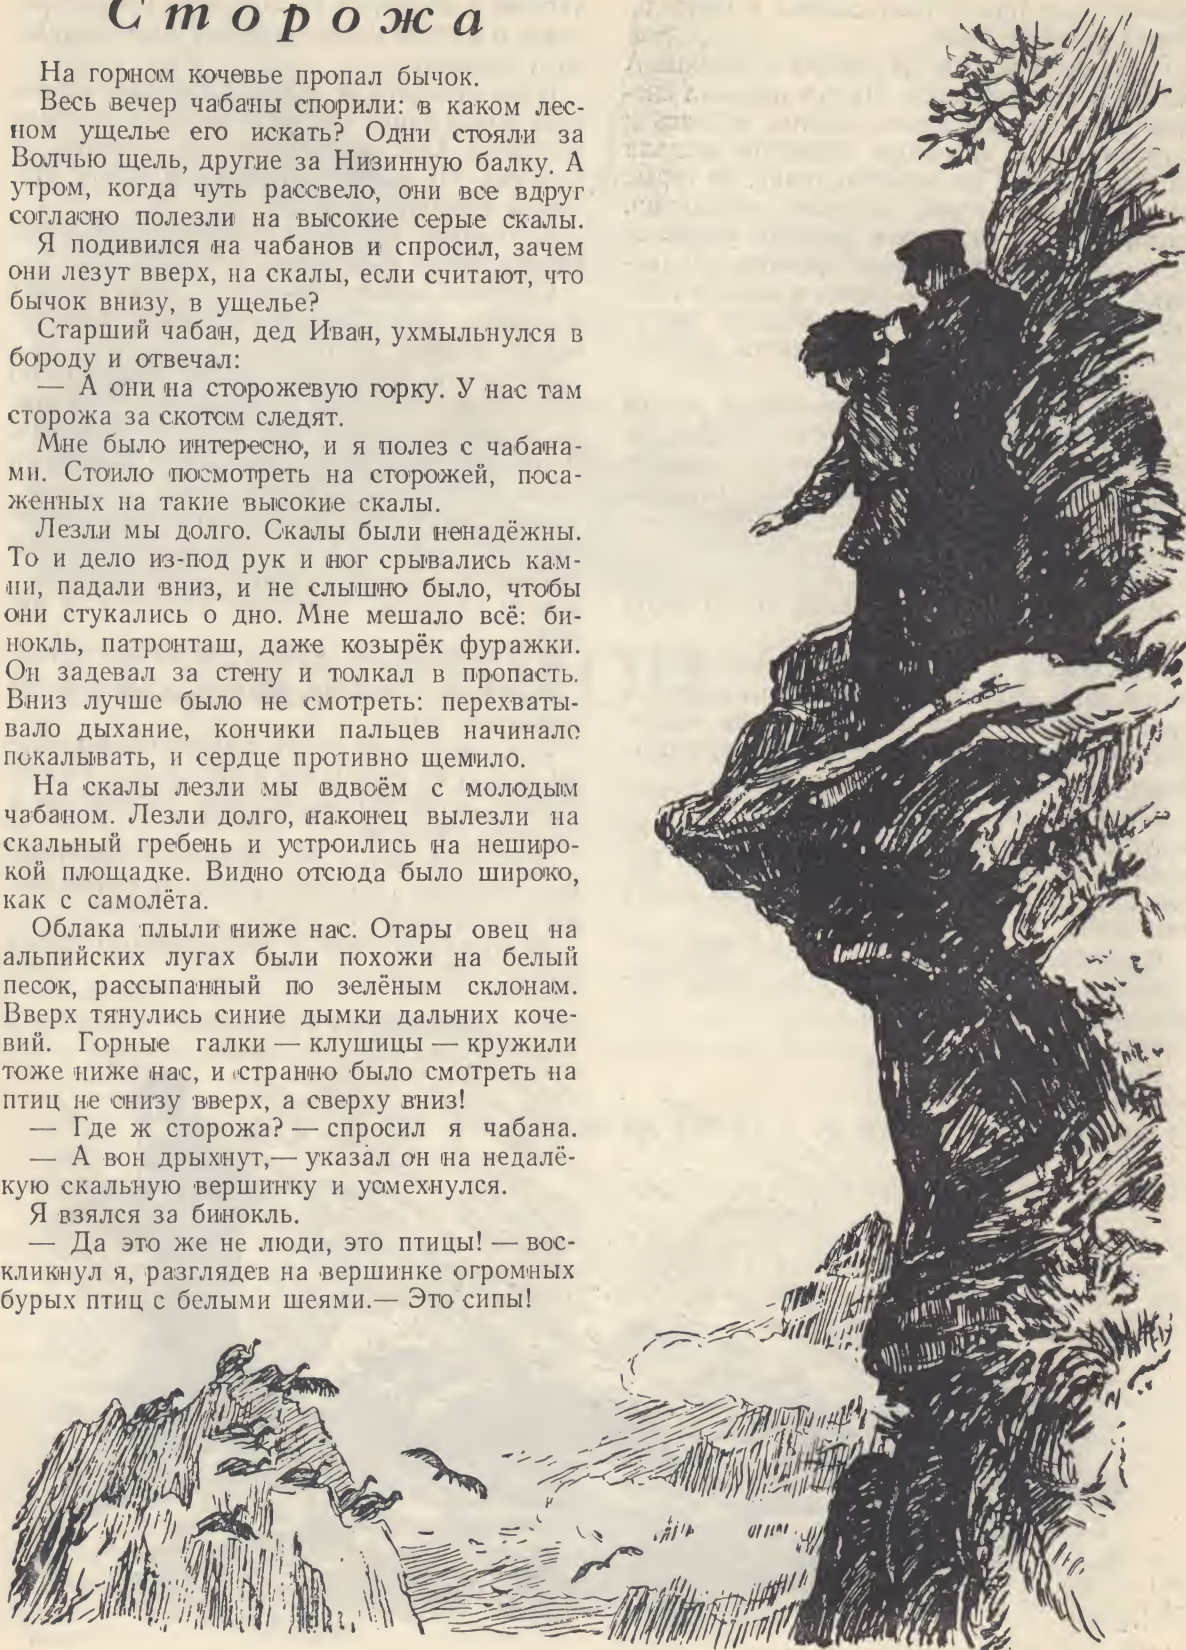 Сторожа
На горном кочевье пропал бычок.
Весь вечер чабаны спорили: в каком лес-
ном ущелье его искать? Одни стояли за
Волчью щель, другие за Низинную балку. А
утром, когда чуть рассвело, они все вдруг
согласно полезли на высокие серые скалы.
Я подивился на чабанов и спросил, зачем
они лезут вверх, на скалы, если считают, что
бычок внизу, в ущелье?
Старший чабан, дед Иван, ухмыльнулся в
бороду и отвечал:
— А они на сторожевую горку. У нас там
сторожа за скотом следят.
Мне было интересно, и я полез с чабана-
ми. Стоило посмотреть на сторожей, поса-
женных на такие высокие скалы.
Лезли мы долго. Скалы были ненадёжны.
То и дело из-под рук и ног срывались кам-
ни, падали вниз, и не слышно было, чтобы
они стукались о дно. Мне мешало всё: би-
нокль, патронташ, даже козырёк фуражки.
Он задевал за стену и толкал в пропасть.
Вниз лучше было не смотреть: перехваты-
вало дыхание, кончики пальцев начинало
покалывать, и сердце противно щемило.
На скалы лезли мы вдвоём с молодым
чабаном. Лезли долго, наконец вылезли на
скальный гребень и устроились на неширо-
кой площадке. Видно отсюда было широко,
как с самолёта.
Облака плыли ниже нас. Отары овец на
альпийских лугах были похожи на белый
песок, рассыпанный по зелёным склонам.
Вверх тянулись синие дымки дальних коче-
вий. Горные галки — клушицы — кружили
тоже ниже нас, и странно было смотреть на
птиц не снизу вверх, а сверху вниз!
— Где ж сторожа? — спросил я чабана.
— А вон дрыхнут,— указал он на недалё-
кую скальную вершинку и усмехнулся.
Я взялся за бинокль.
— Да это же не люди, это птицы! — вос-
кликнул я, разглядев на вершинке огромных
бурых птиц с белыми шеями.— Это сипы!